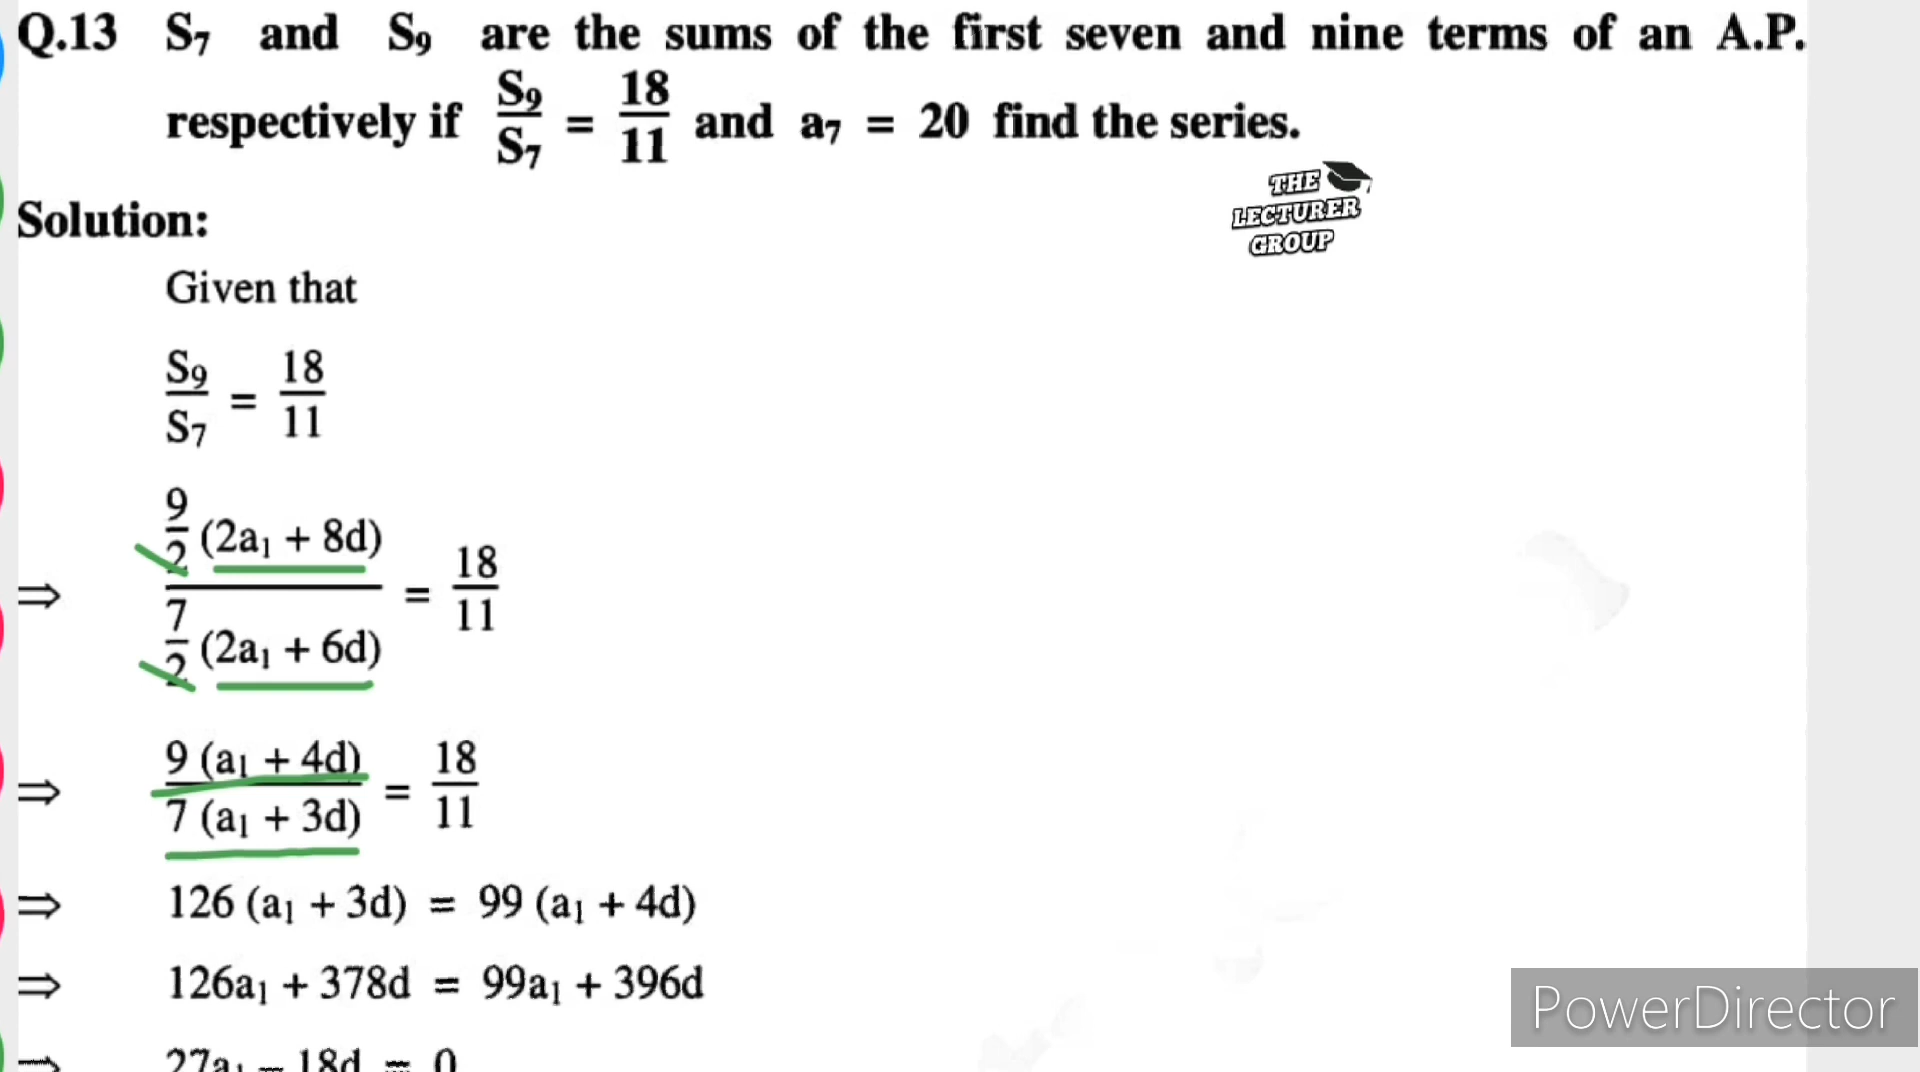 Q.13 S₇ and S₉ are the sums of the first seven and nine terms of an A.P.
respectively if S₉/S₇ = 18/11 and a₇ = 20 find the series.
THE
LECTURER
GROUP
Solution:
Given that
S₉/S₇ = 18/11
⇒ 9/2 (2a₁ + 8d) / 7/2 (2a₁ + 6d) = 18/11
⇒ 9 (a₁ + 4d) / 7 (a₁ + 3d) = 18/11
⇒ 126 (a₁ + 3d) = 99 (a₁ + 4d)
⇒ 126a₁ + 378d = 99a₁ + 396d
⇒ 27a₁ − 18d = 0
PowerDirector